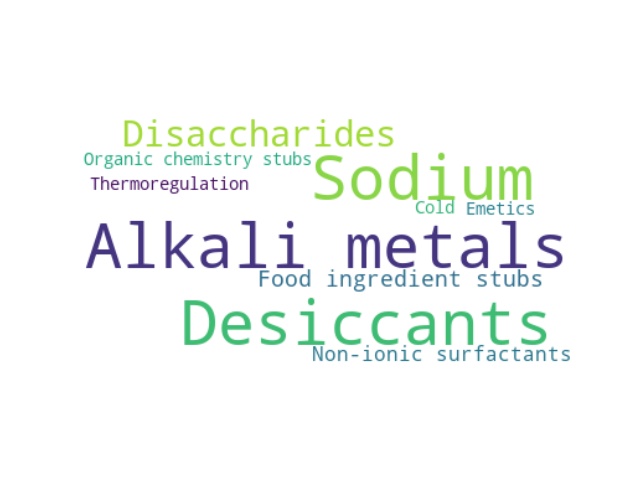 Disaccharides
Organic chemistry stubs
Sodium
Thermoregulation
Cold
Emetics
Alkali metals
Food ingredient stubs
Desiccants
Non-ionic surfactants